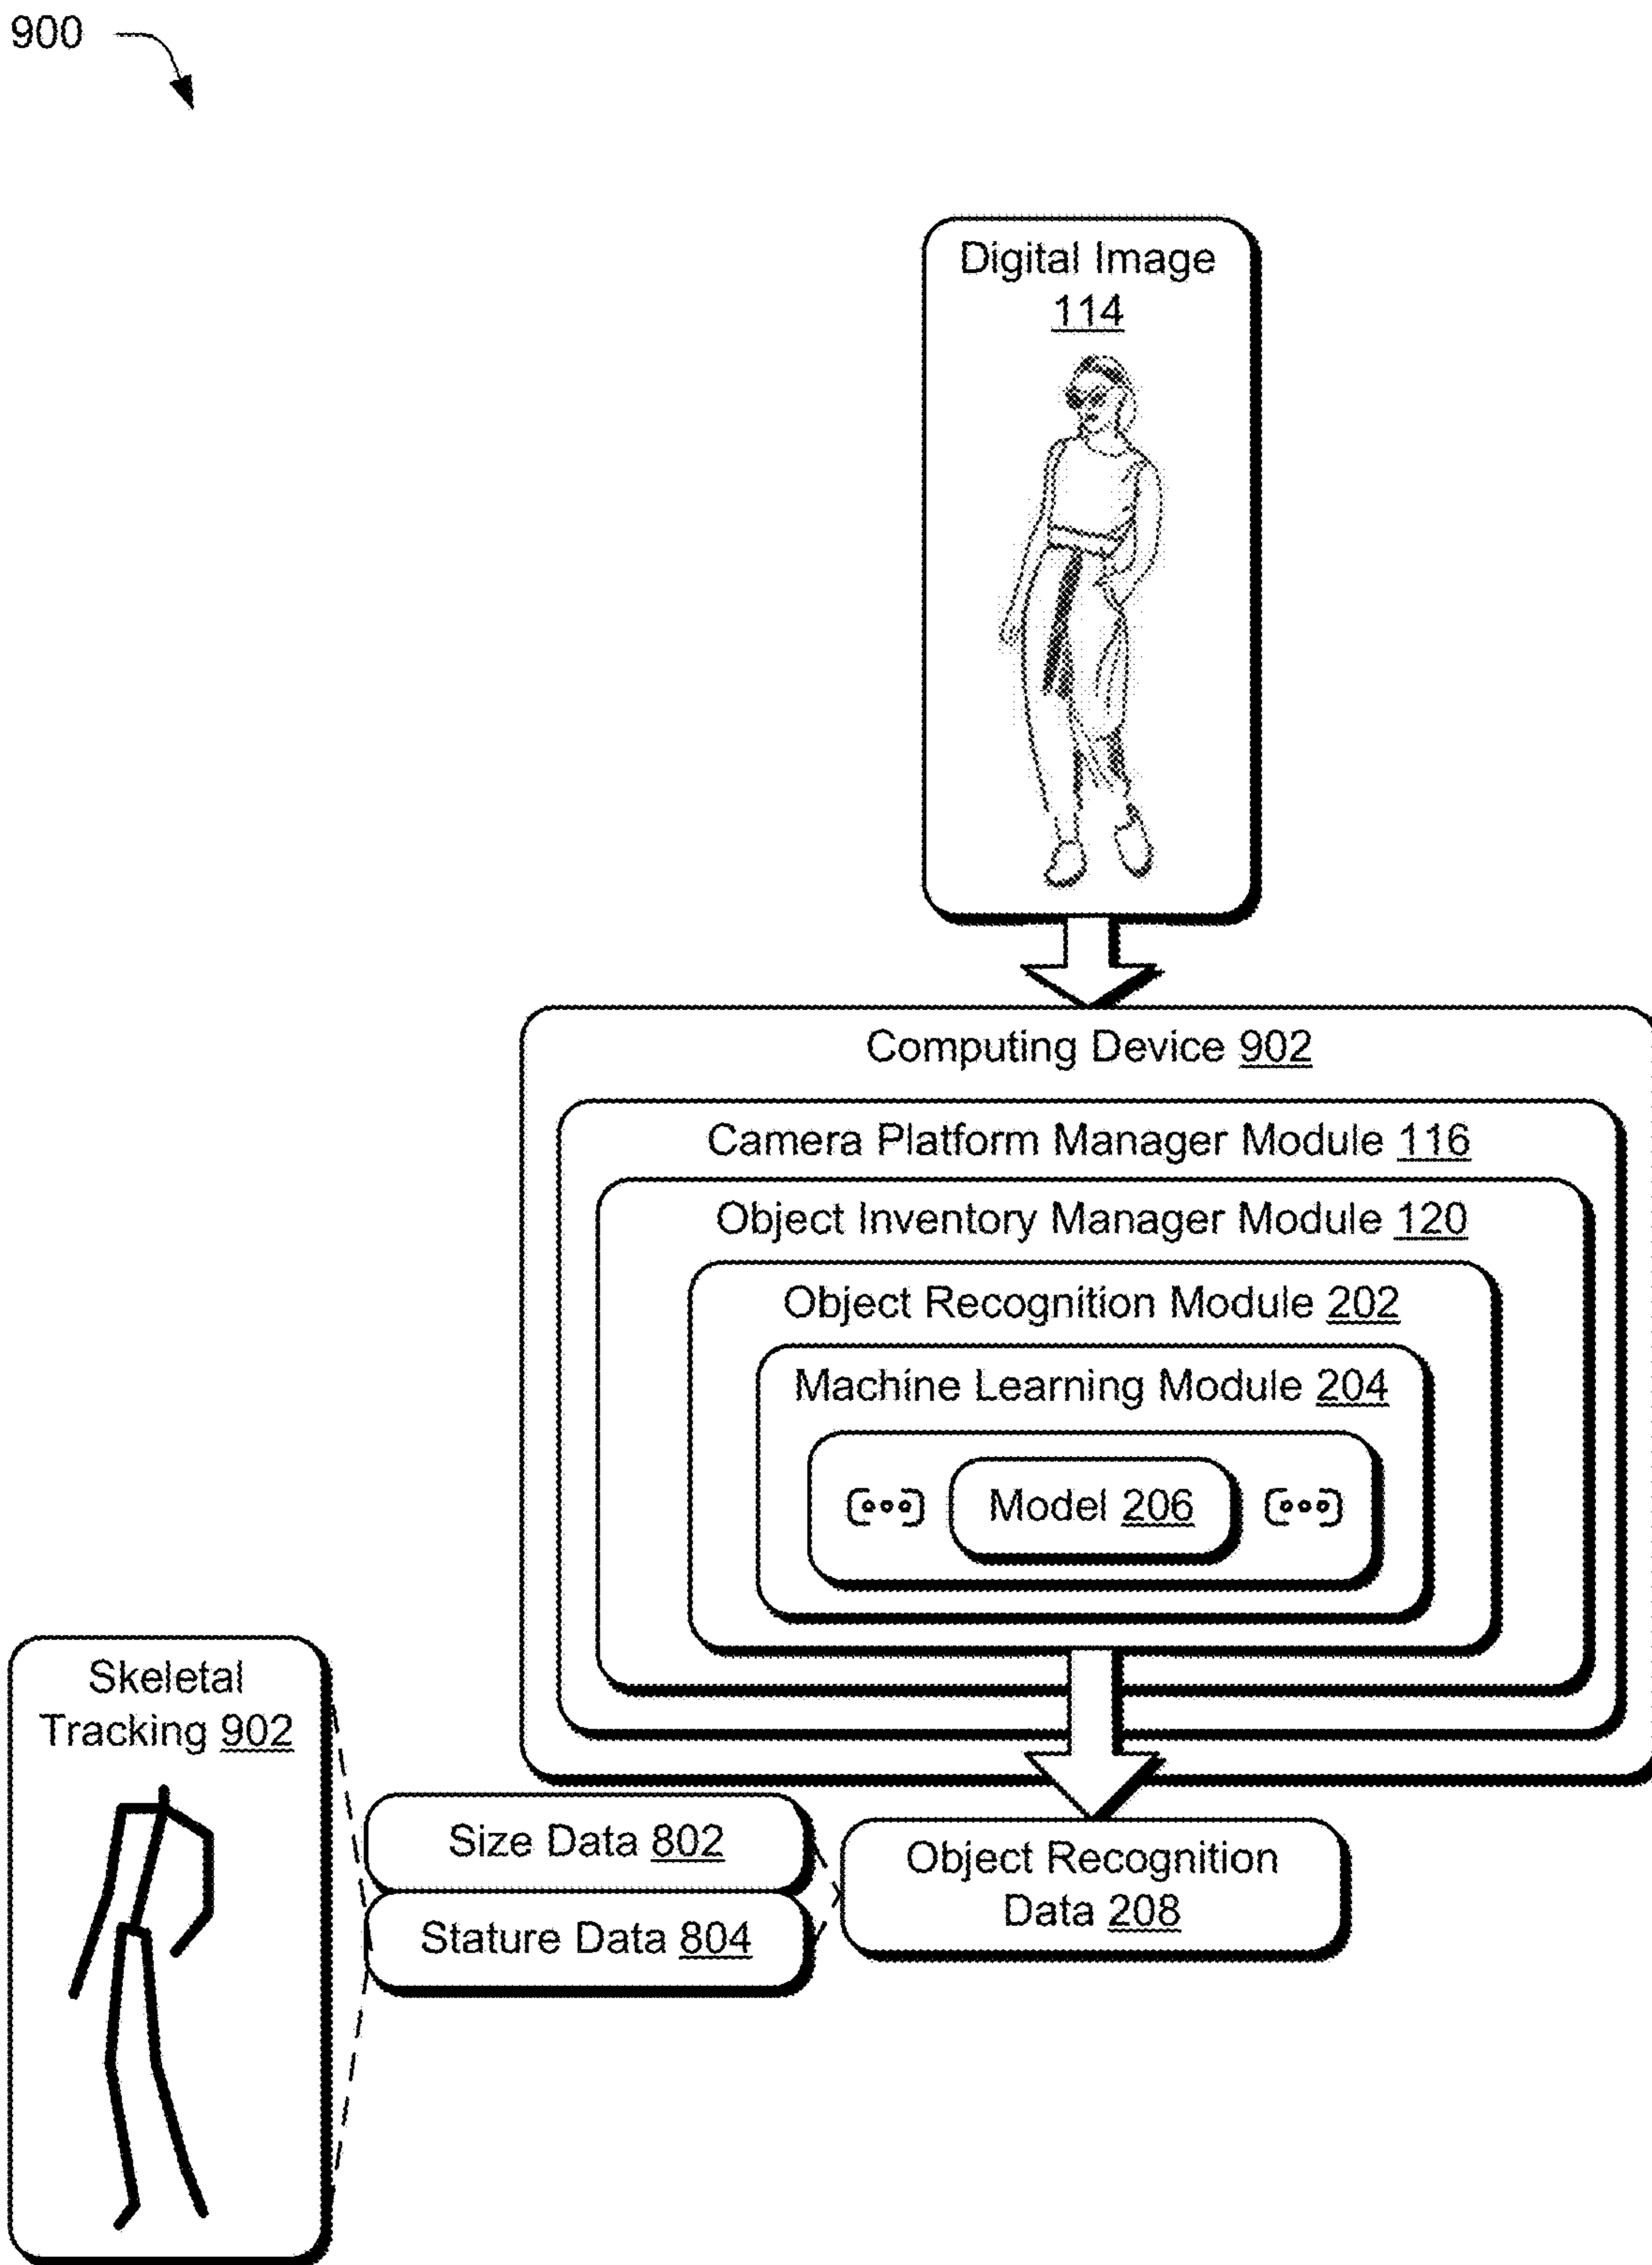 900
Digital Image
114
Computing Device 902
Camera Platform Manager Module 116
Object Inventory Manager Module 120
Object Recognition Module 202
Machine Learning Module 204
Model 206
Skeletal
Tracking 902
Size Data 802
Stature Data 804
Object Recognition
Data 208